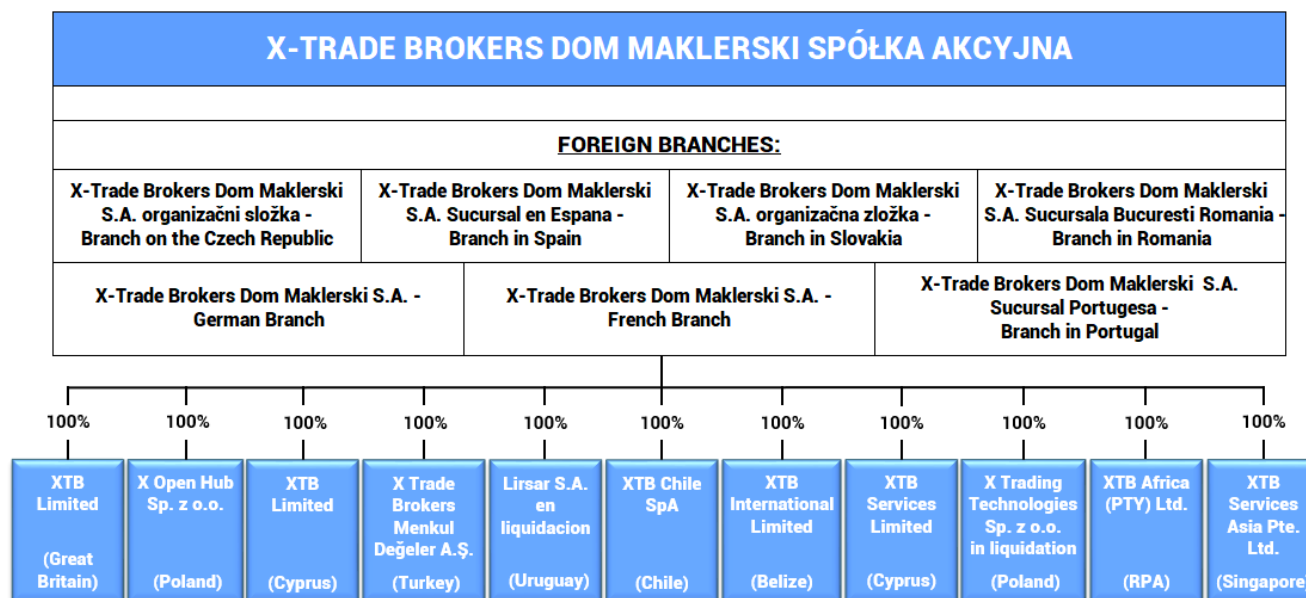 X-TRADE BROKERS DOM MAKLERSKI SPÓŁKA AKCYJNA
FOREIGN BRANCHES:
X-Trade Brokers Dom Maklerski
S.A. organizačni složka -
Branch on the Czech Republic
X-Trade Brokers Dom Maklerski
S.A. Sucursal en Espana -
Branch in Spain
X-Trade Brokers Dom Maklerski
S.A. organizačna zložka -
Branch in Slovakia
X-Trade Brokers Dom Maklerski
S.A. Sucursala Bucuresti Romania -
Branch in Romania
X-Trade Brokers Dom Maklerski S.A. -
German Branch
X-Trade Brokers Dom Maklerski S.A. -
French Branch
X-Trade Brokers Dom Maklerski S.A.
Sucursal Portugesa -
Branch in Portugal
100% 100% 100% 100% 100% 100% 100% 100% 100% 100% 100%
XTB
Limited
(Great
Britain)
X Open Hub
Sp. z o.o.
(Poland)
XTB
Limited
(Cyprus)
X Trade
Brokers
Menkul
Değeler A.Ş.
(Turkey)
Lirsar S.A.
en
liquidacion
(Uruguay)
XTB Chile
SpA
(Chile)
XTB
International
Limited
(Belize)
XTB
Services
Limited
(Cyprus)
X Trading
Technologies
Sp. z o.o.
in liquidation
(Poland)
XTB Africa
(PTY) Ltd.
(RPA)
XTB
Services
Asia Pte.
Ltd.
(Singapore)